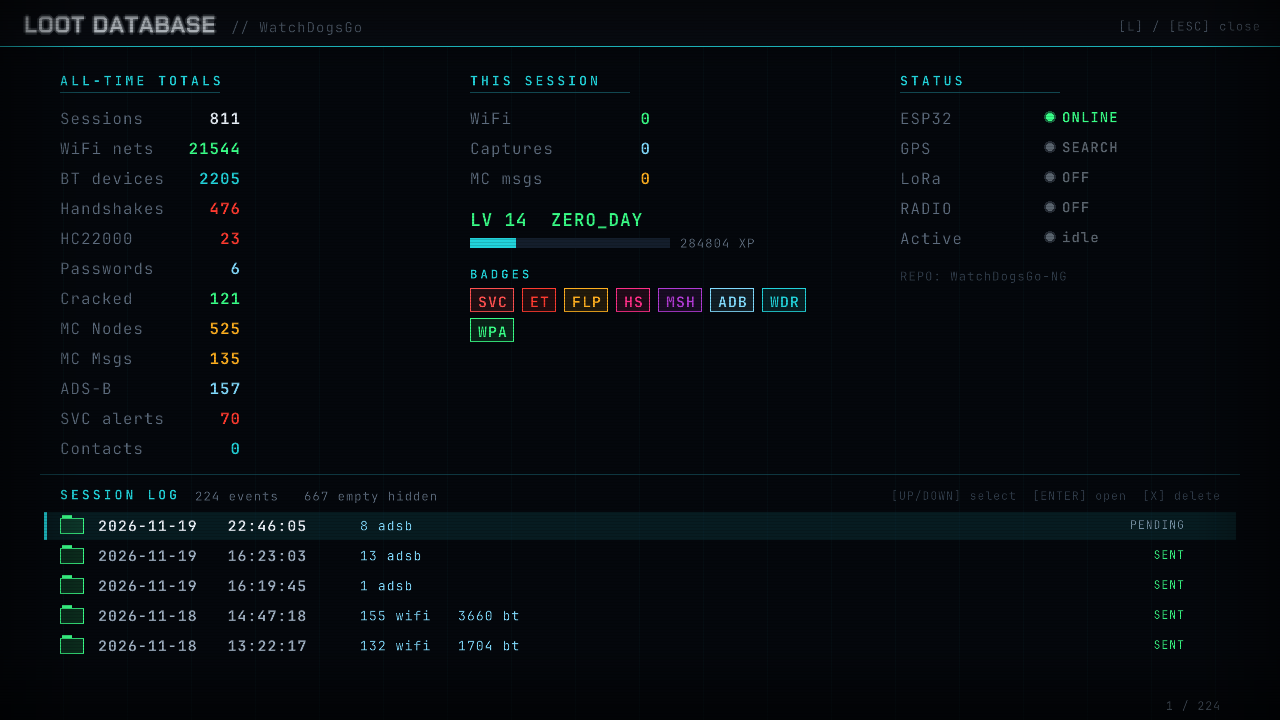 LOOT DATABASE // WatchDogsGo [L] / [ESC] close
ALL-TIME TOTALS
Sessions 811
WiFi nets 21544
BT devices 2205
Handshakes 476
HC22000 23
Passwords 6
Cracked 121
MC Nodes 525
MC Msgs 135
ADS-B 157
SVC alerts 70
Contacts 0
THIS SESSION
WiFi 0
Captures 0
MC msgs 0
LV 14 ZERO_DAY
284804 XP
BADGES
SVC ET FLP HS MSH ADB WDR
WPA
STATUS
ESP32 ONLINE
GPS SEARCH
LoRa OFF
RADIO OFF
Active idle
REPO: WatchDogsGo-NG
SESSION LOG 224 events 667 empty hidden [UP/DOWN] select [ENTER] open [X] delete
2026-11-19 22:46:05 8 adsb PENDING
2026-11-19 16:23:03 13 adsb SENT
2026-11-19 16:19:45 1 adsb SENT
2026-11-18 14:47:18 155 wifi 3660 bt SENT
2026-11-18 13:22:17 132 wifi 1704 bt SENT
1 / 224